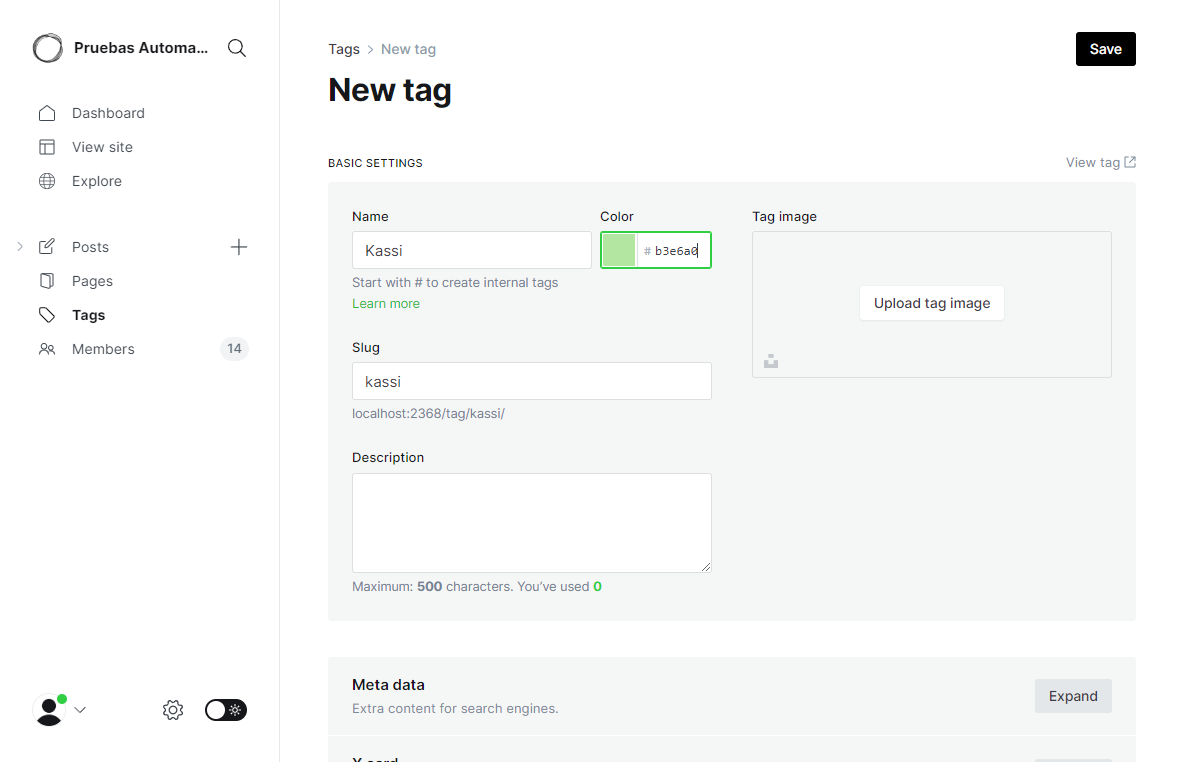 Pruebas Automa...
Dashboard
View site
Explore
Posts
Pages
Tags
Members 14
Tags > New tag
Save
New tag
BASIC SETTINGS
View tag
Name
Kassi
Start with # to create internal tags
Learn more
Color
# b3e6a0
Slug
kassi
localhost:2368/tag/kassi/
Description
Maximum: 500 characters. You’ve used 0
Tag image
Upload tag image
Meta data
Extra content for search engines.
Expand
X card